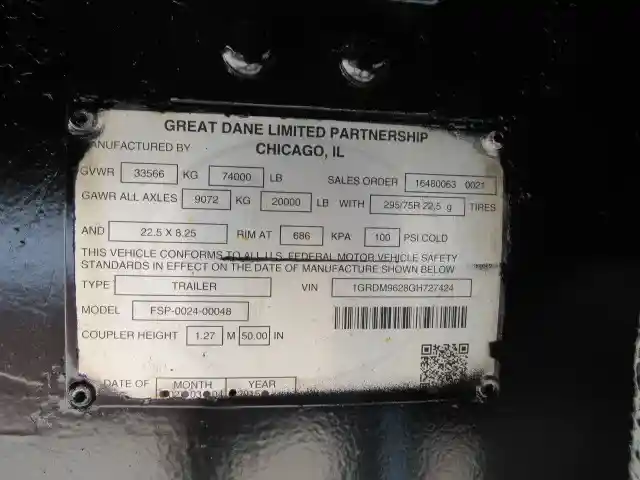 GREAT DANE LIMITED PARTNERSHIP
MANUFACTURED BY CHICAGO, IL
GVWR 33566 KG 74000 LB SALES ORDER 16480063 0021
GAWR ALL AXLES 9072 KG 20000 LB WITH 295/75R 22.5 g TIRES
AND 22.5 X 8.25 RIM AT 686 KPA 100 PSI COLD
THIS VEHICLE CONFORMS TO ALL U.S. FEDERAL MOTOR VEHICLE SAFETY
STANDARDS IN EFFECT ON THE DATE OF MANUFACTURE SHOWN BELOW
TYPE TRAILER VIN 1GRDM9628GH727424
MODEL FSP-0024-00048
COUPLER HEIGHT 1.27 M 50.00 IN
DATE OF MONTH YEAR
02 03 04 2015